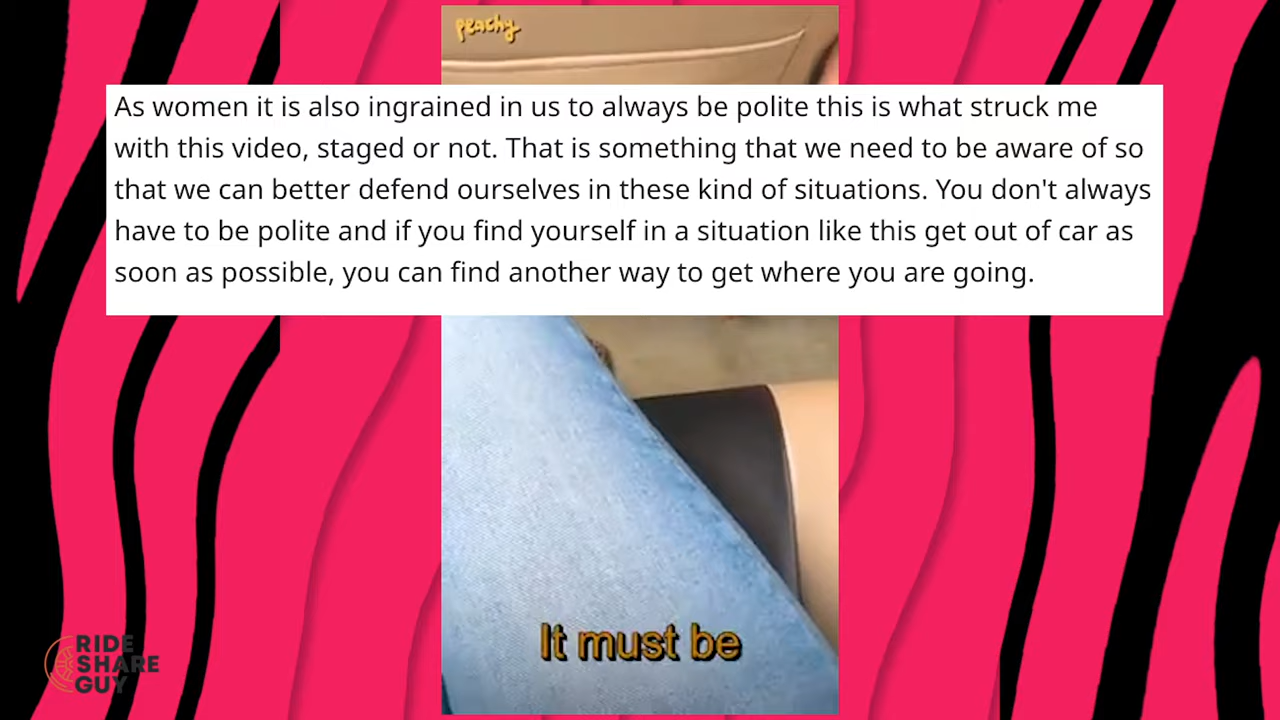 peachy
As women it is also ingrained in us to always be polite this is what struck me
with this video, staged or not. That is something that we need to be aware of so
that we can better defend ourselves in these kind of situations. You don't always
have to be polite and if you find yourself in a situation like this get out of car as
soon as possible, you can find another way to get where you are going.
It must be
RIDE
SHARE
GUY